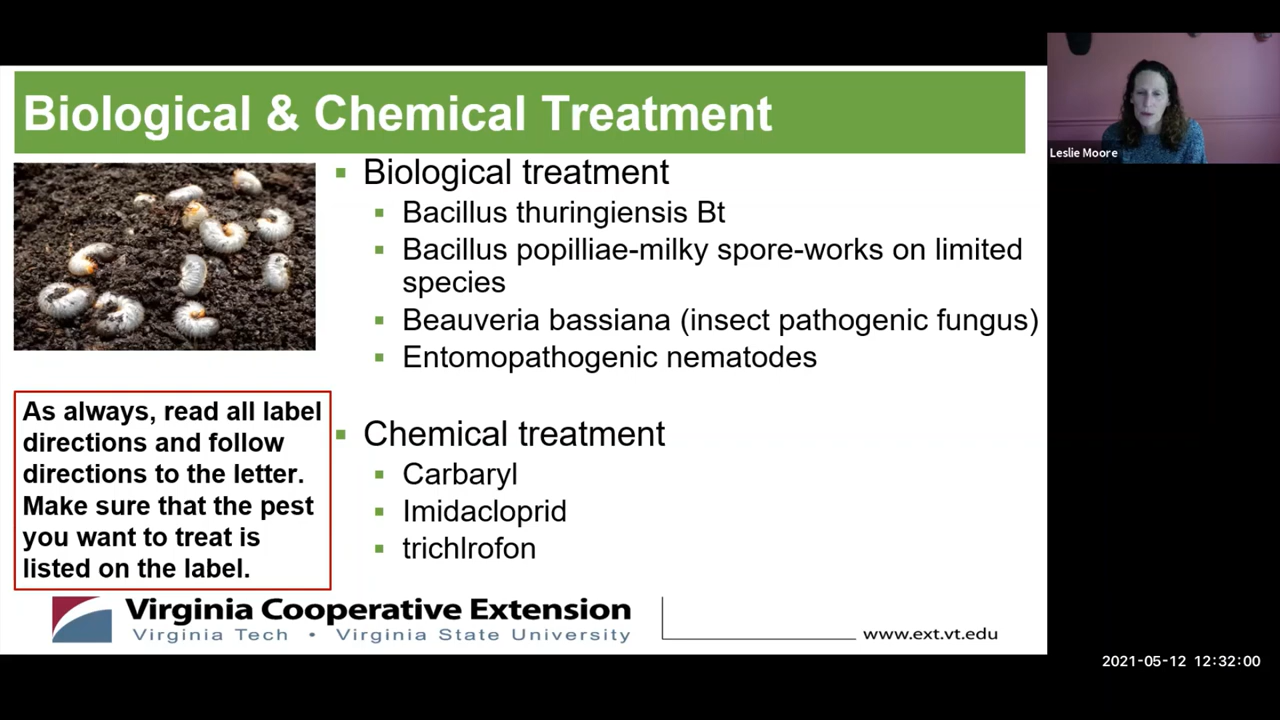 Biological & Chemical Treatment
Biological treatment
Bacillus thuringiensis Bt
Bacillus popilliae-milky spore-works on limited
species
Beauveria bassiana (insect pathogenic fungus)
Entomopathogenic nematodes
As always, read all label
directions and follow
directions to the letter.
Make sure that the pest
you want to treat is
listed on the label.
Chemical treatment
Carbaryl
Imidacloprid
trichlrofon
Virginia Cooperative Extension
Virginia Tech • Virginia State University
www.ext.vt.edu
Leslie Moore
2021-05-12 12:32:00